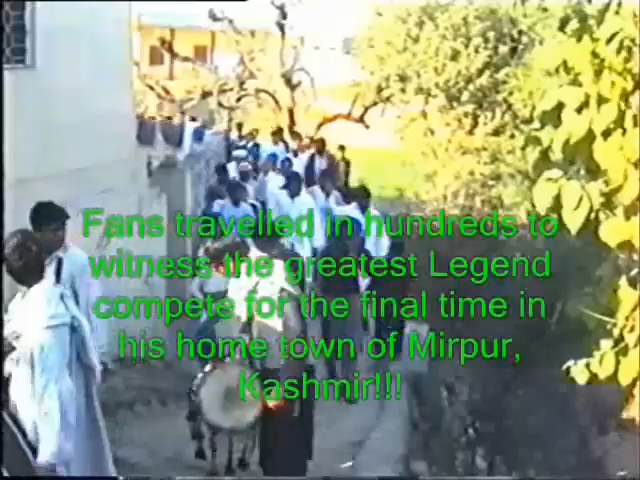 Fans travelled in hundreds to
witness the greatest Legend
compete for the final time in
his home town of Mirpur,
Kashmir!!!